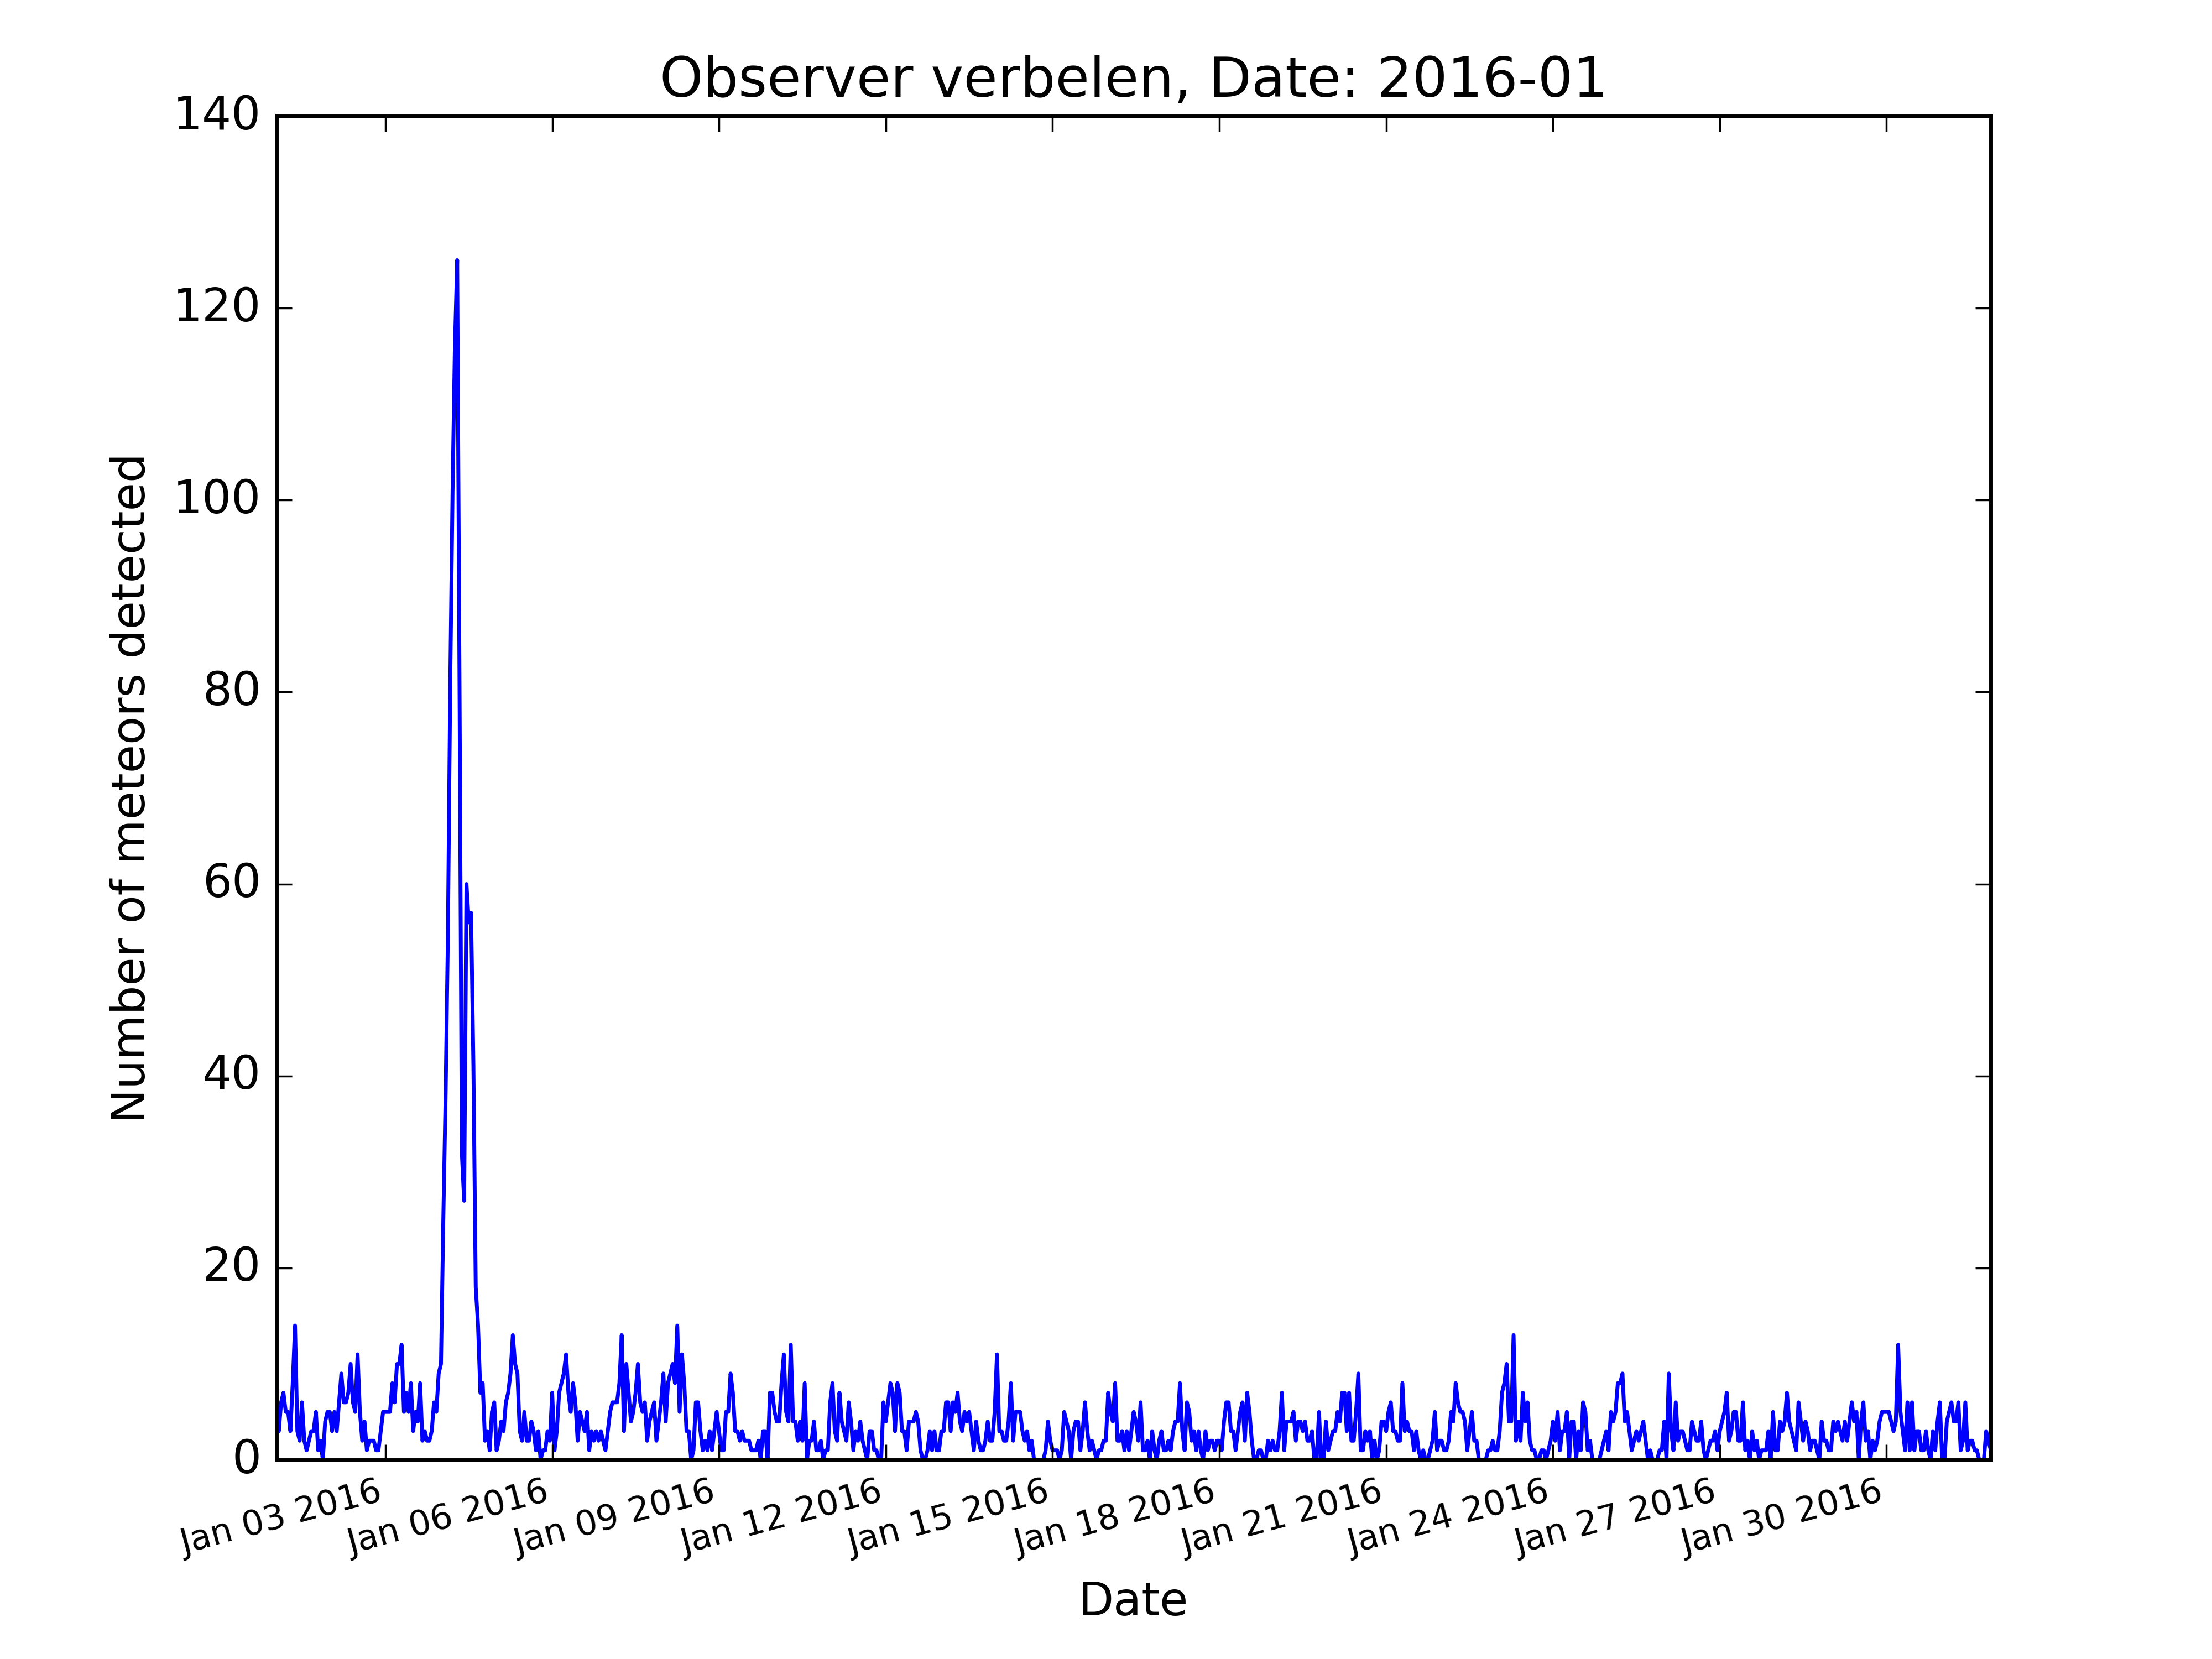 Observer verbelen, Date: 2016-01
140
120
100
80
60
40
20
0
Number of meteors detected
Jan 03 2016
Jan 06 2016
Jan 09 2016
Jan 12 2016
Jan 15 2016
Jan 18 2016
Jan 21 2016
Jan 24 2016
Jan 27 2016
Jan 30 2016
Date